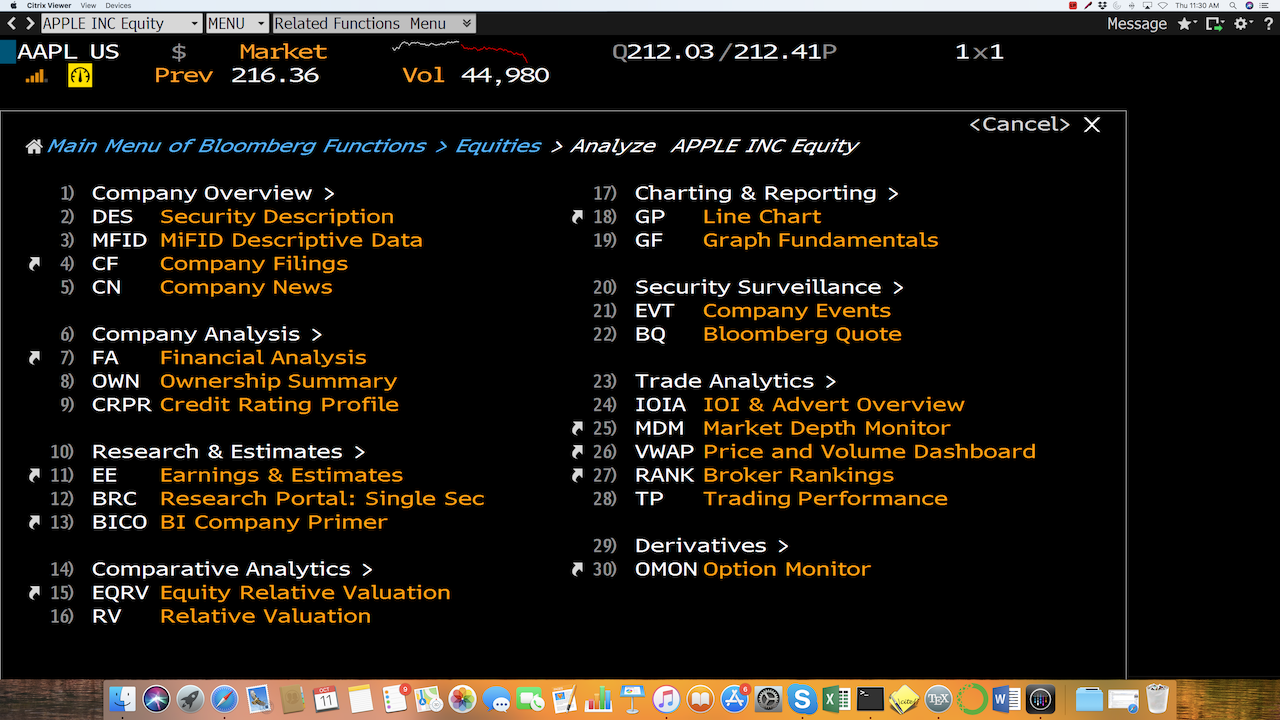 Citrix Viewer View Devices Thu 11:30 AM
APPLE INC Equity MENU Related Functions Menu Message ?
AAPL US $ Market Q212.03/212.41P 1x1
Prev 216.36 Vol 44,980
<Cancel> X
Main Menu of Bloomberg Functions > Equities > Analyze APPLE INC Equity
1) Company Overview >
2) DES Security Description
3) MFID MiFID Descriptive Data
4) CF Company Filings
5) CN Company News
6) Company Analysis >
7) FA Financial Analysis
8) OWN Ownership Summary
9) CRPR Credit Rating Profile
10) Research & Estimates >
11) EE Earnings & Estimates
12) BRC Research Portal: Single Sec
13) BICO BI Company Primer
14) Comparative Analytics >
15) EQRV Equity Relative Valuation
16) RV Relative Valuation
17) Charting & Reporting >
18) GP Line Chart
19) GF Graph Fundamentals
20) Security Surveillance >
21) EVT Company Events
22) BQ Bloomberg Quote
23) Trade Analytics >
24) IOIA IOI & Advert Overview
25) MDM Market Depth Monitor
26) VWAP Price and Volume Dashboard
27) RANK Broker Rankings
28) TP Trading Performance
29) Derivatives >
30) OMON Option Monitor
OCT 11 9 6 TEX